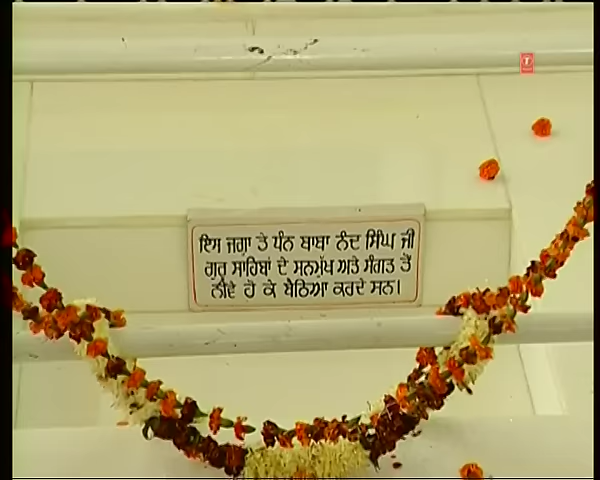 ਇਸ ਜਗ੍ਹਾ ਤੇ ਧੰਨ ਬਾਬਾ ਨੰਦ ਸਿੰਘ ਜੀ
ਗੁਰੂ ਸਾਹਿਬਾਂ ਦੇ ਸਨਮੁੱਖ ਅਤੇ ਸੰਗਤ ਤੋਂ
ਨੀਵੇਂ ਹੋ ਕੇ ਬੈਠਿਆ ਕਰਦੇ ਸਨ।